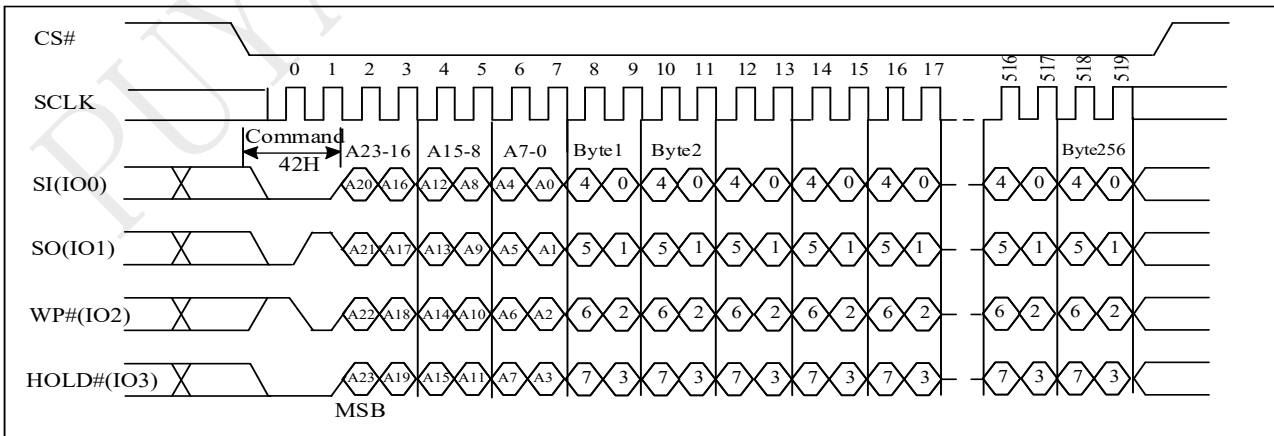 PUYA
CS#
0 1 2 3 4 5 6 7 8 9 10 11 12 13 14 15 16 17 516 517 518 519
SCLK
Command
42H
A23-16 A15-8 A7-0 Byte1 Byte2 Byte256
SI(IO0) A20 A16 A12 A8 A4 A0 4 0 4 0 4 0 4 0 4 0 4 0 4 0
SO(IO1) A21 A17 A13 A9 A5 A1 5 1 5 1 5 1 5 1 5 1 5 1 5 1
WP#(IO2) A22 A18 A14 A10 A6 A2 6 2 6 2 6 2 6 2 6 2 6 2 6 2
HOLD#(IO3) A23 A19 A15 A11 A7 A3 7 3 7 3 7 3 7 3 7 3 7 3 7 3
MSB